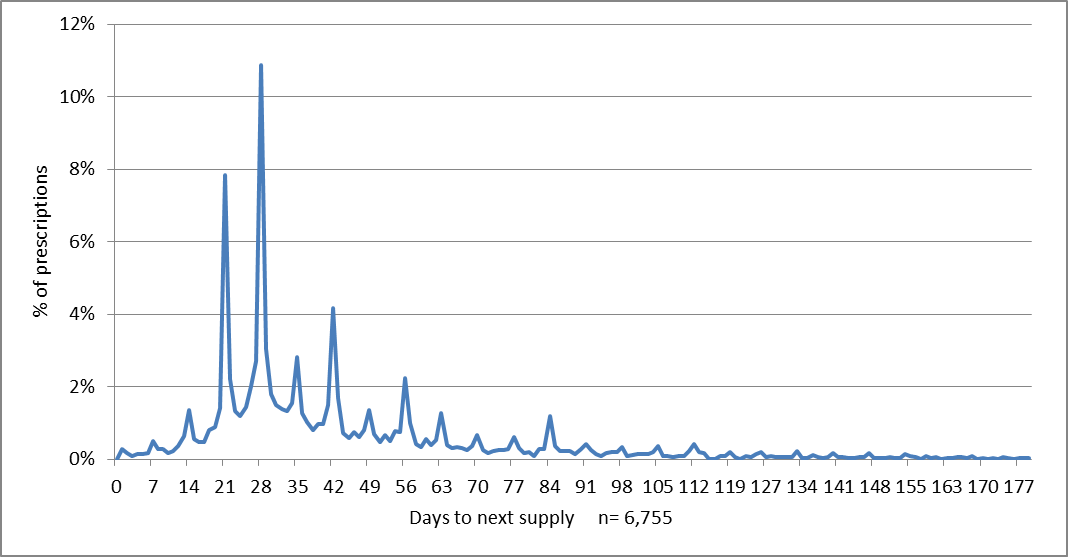 12%
10%
8%
6%
4%
2%
0%
% of prescriptions
0 7 14 21 28 35 42 49 56 63 70 77 84 91 98 105 112 119 127 134 141 148 155 163 170 177
Days to next supply n= 6,755